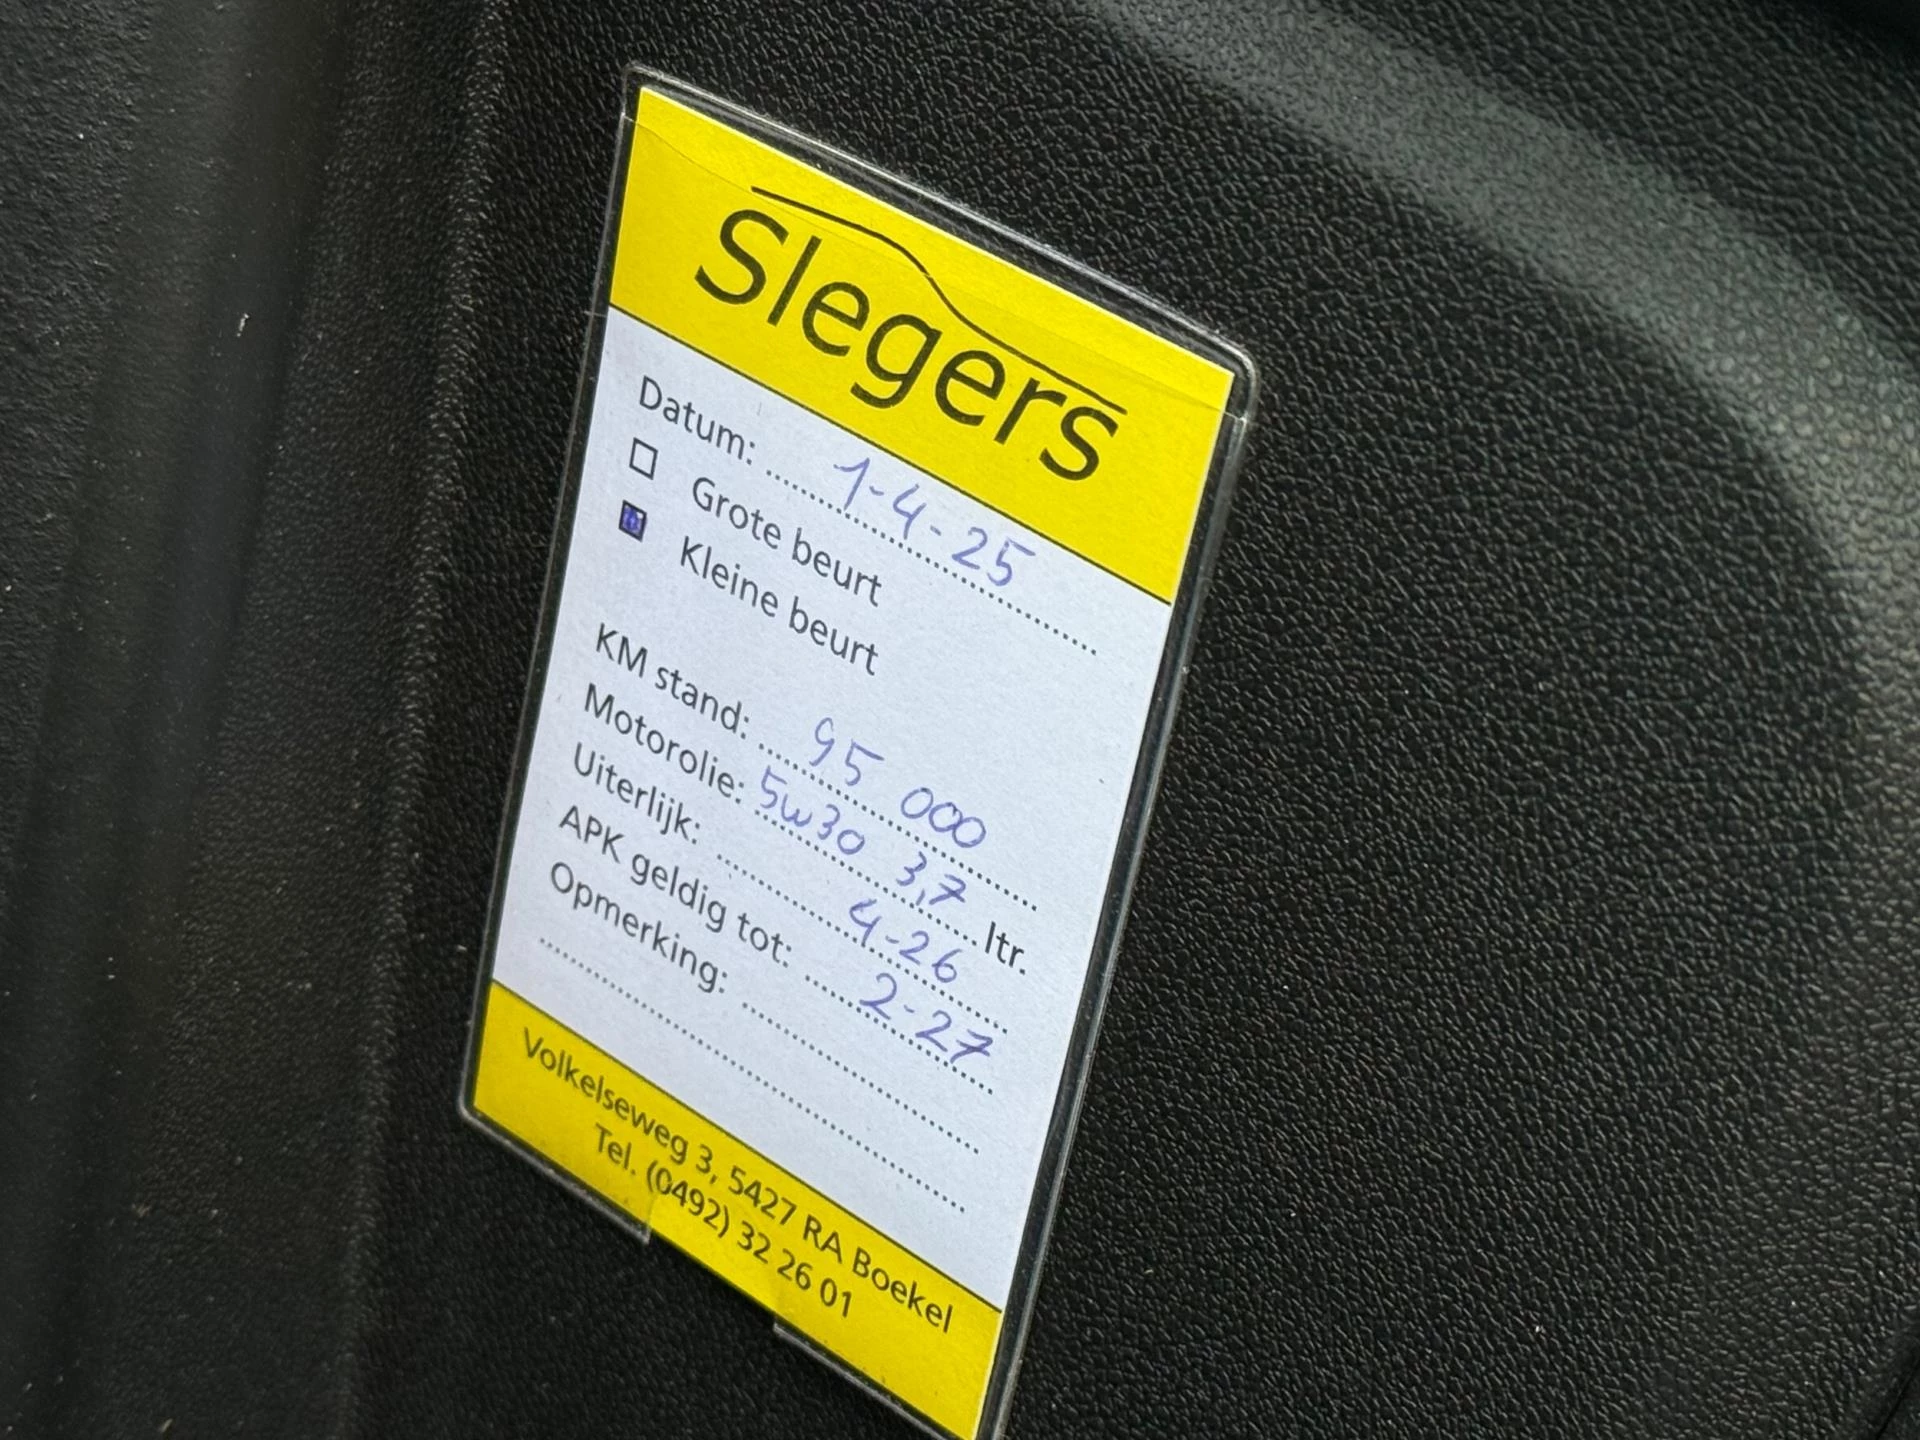 Slegers
Datum: 1-4-25
Grote beurt
Kleine beurt
KM stand: 95 000
Motorolie: 5w30 3,7 ltr.
Uiterlijk: 4-26
APK geldig tot: 2-27
Opmerking:
Volkelseweg 3, 5427 RA Boekel
Tel. (0492) 32 26 01